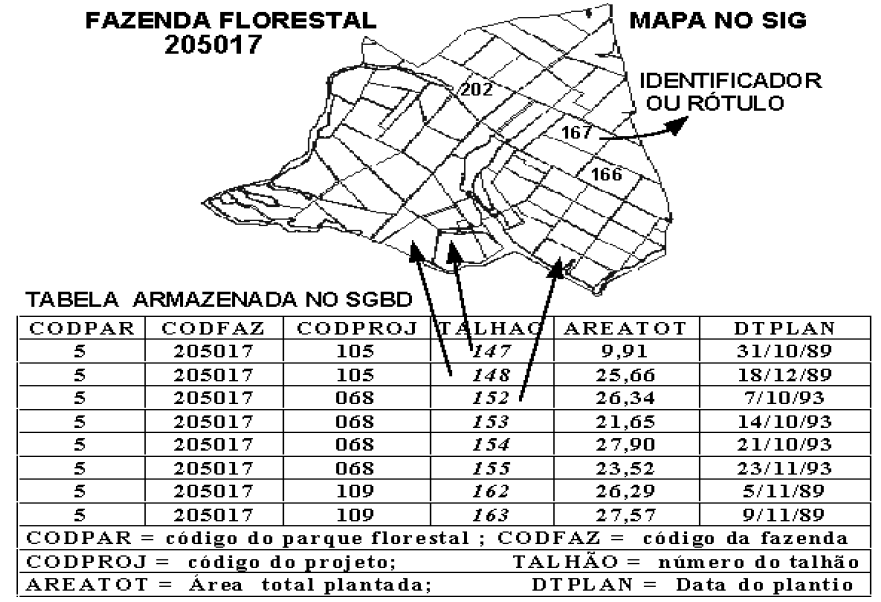 FAZENDA FLORESTAL
205017
MAPA NO SIG
IDENTIFICADOR
OU RÓTULO
202
167
166
TABELA ARMAZENADA NO SGBD
CODPAR CODFAZ CODPROJ TALHAO AREATOT DTPLAN
5 205017 105 147 9,91 31/10/89
5 205017 105 148 25,66 18/12/89
5 205017 068 152 26,34 7/10/93
5 205017 068 153 21,65 14/10/93
5 205017 068 154 27,90 21/10/93
5 205017 068 155 23,52 23/11/93
5 205017 109 162 26,29 5/11/89
5 205017 109 163 27,57 9/11/89
CODPAR = código do parque florestal ; CODFAZ = código da fazenda
CODPROJ = código do projeto; TALHÃO = número do talhão
AREATOT = Área total plantada; DTPLAN = Data do plantio